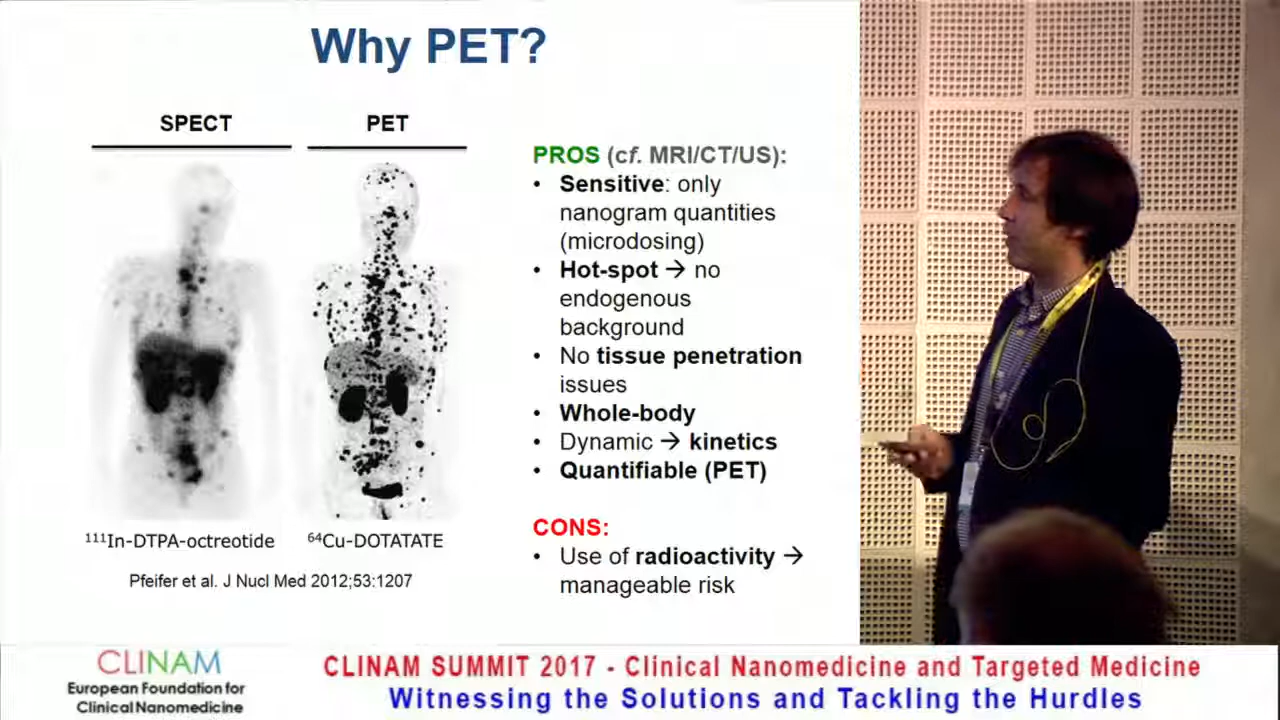 Why PET?
SPECT
PET
PROS (cf. MRI/CT/US):
• Sensitive: only
nanogram quantities
(microdosing)
• Hot-spot → no
endogenous
background
• No tissue penetration
issues
• Whole-body
• Dynamic → kinetics
• Quantifiable (PET)
CONS:
• Use of radioactivity →
manageable risk
¹¹¹In-DTPA-octreotide
⁶⁴Cu-DOTATATE
Pfeifer et al. J Nucl Med 2012;53:1207
CLINAM
European Foundation for
Clinical Nanomedicine
CLINAM SUMMIT 2017 - Clinical Nanomedicine and Targeted Medicine
Witnessing the Solutions and Tackling the Hurdles